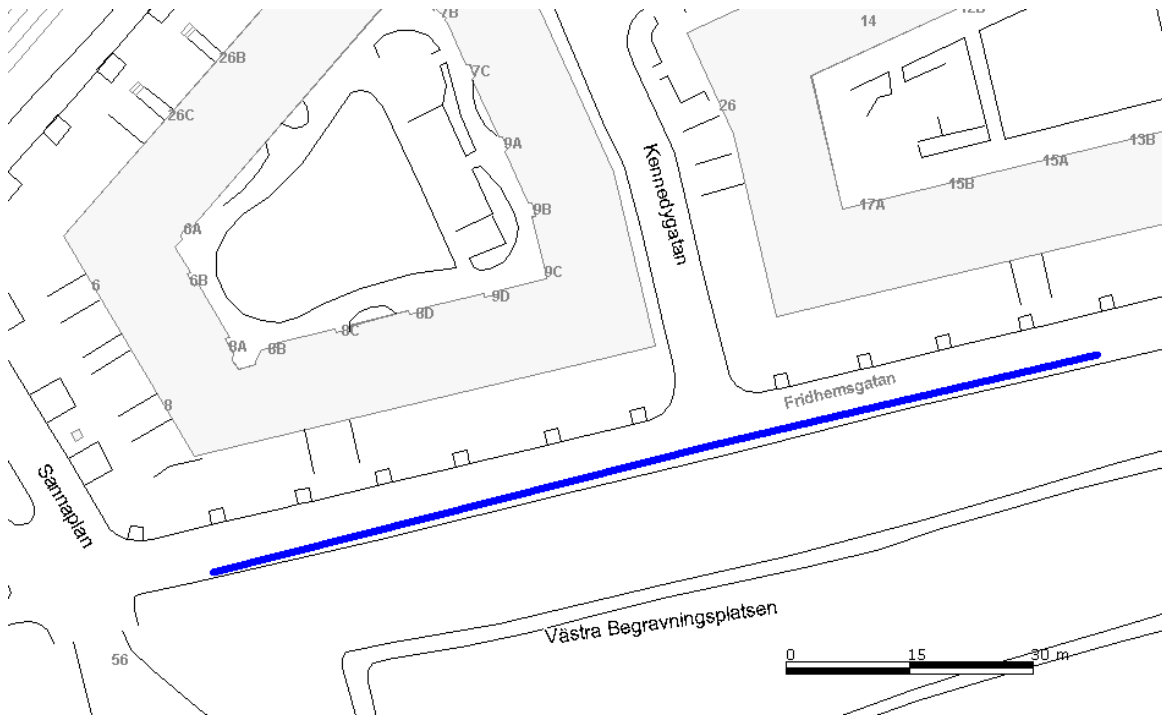 7B
12B
14
26B
7C
26C
26
9A
13B
15A
15B
Kennedygatan
17A
9B
6A
9C
6B
6
9D
8D
8C
8A
8B
Fridhemsgatan
8
Sannaplan
Västra Begravningsplatsen
56
0 15 30 m